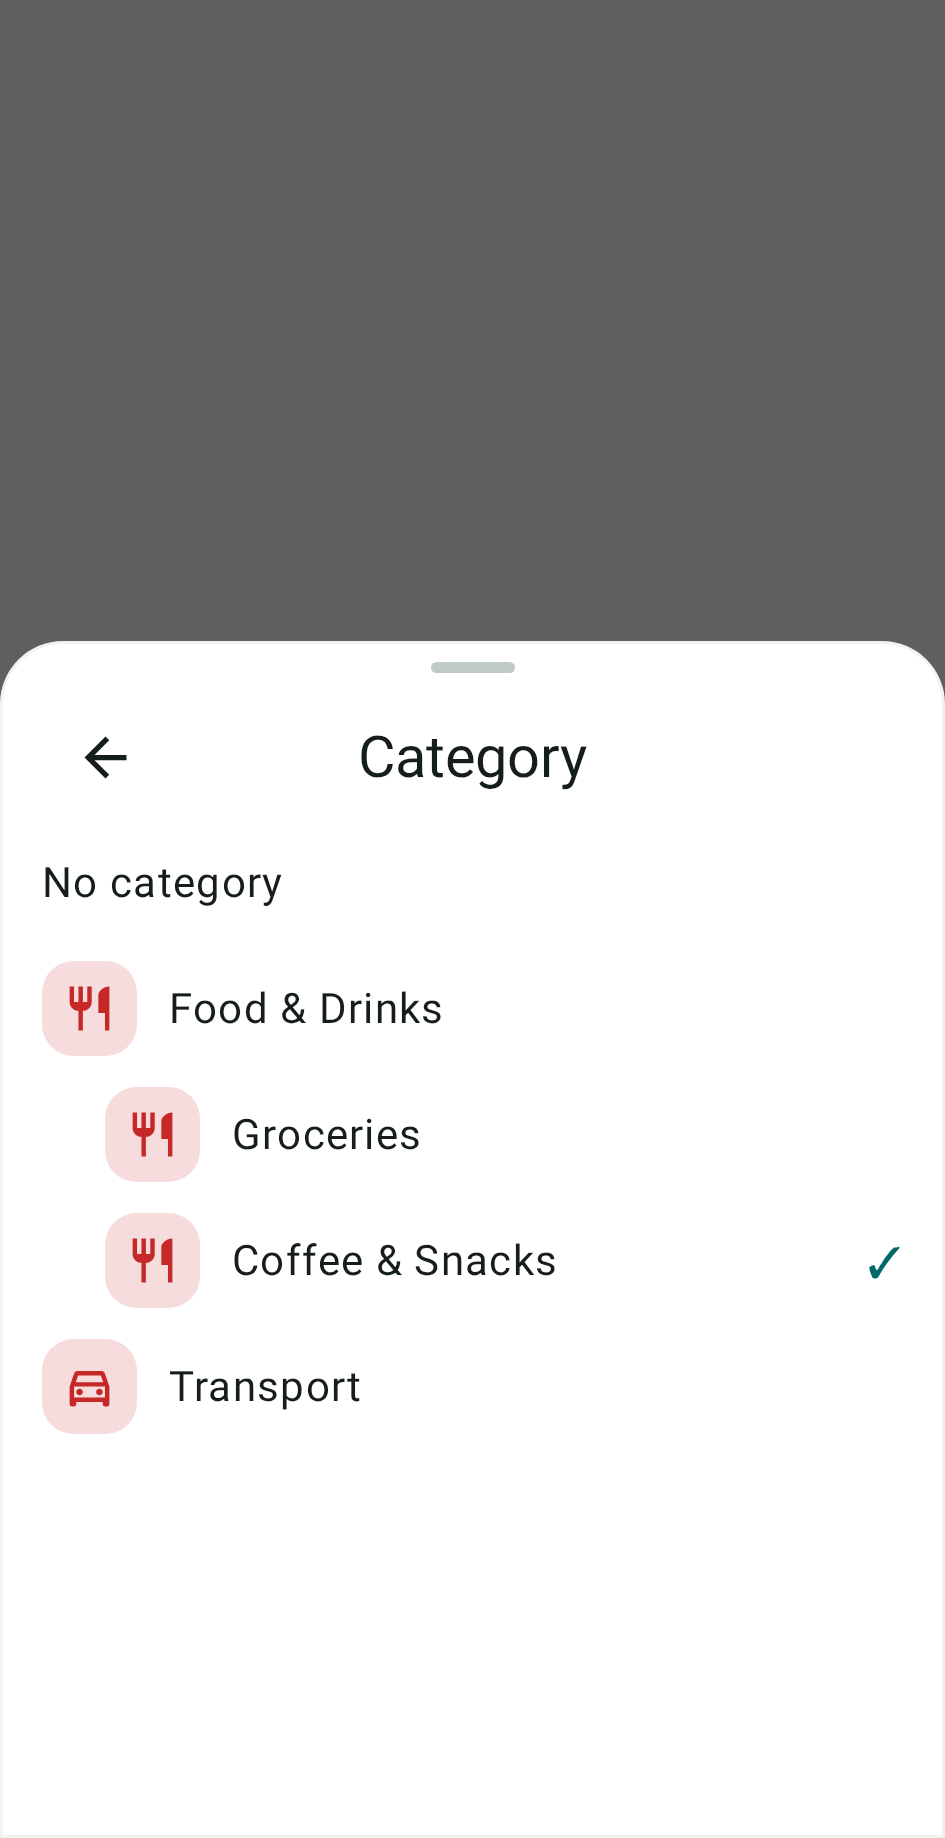 Category
No category
Food & Drinks
Groceries
Coffee & Snacks
✓
Transport